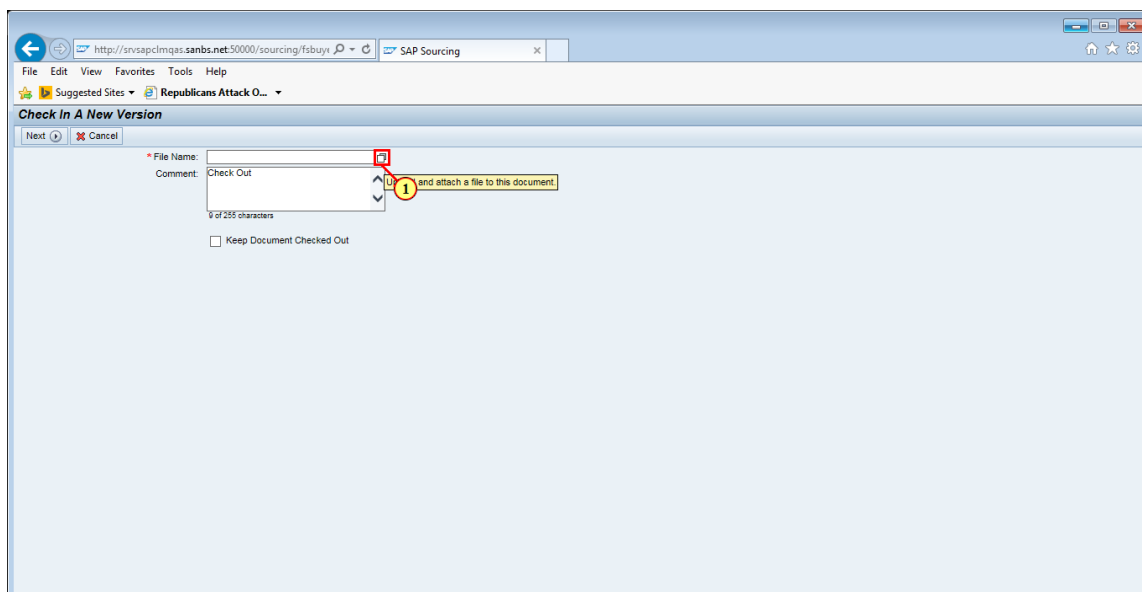 http://srvsapclmqas.sanbs.net:50000/sourcing/fsbuye
SAP Sourcing
File Edit View Favorites Tools Help
Suggested Sites Republicans Attack O...
Check In A New Version
Next Cancel
* File Name:
Comment: Check Out
and attach a file to this document.
1
9 of 255 characters
Keep Document Checked Out